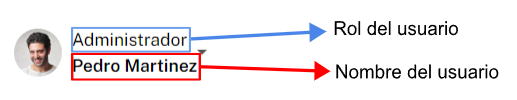 Administrador
Pedro Martinez
Rol del usuario
Nombre del usuario